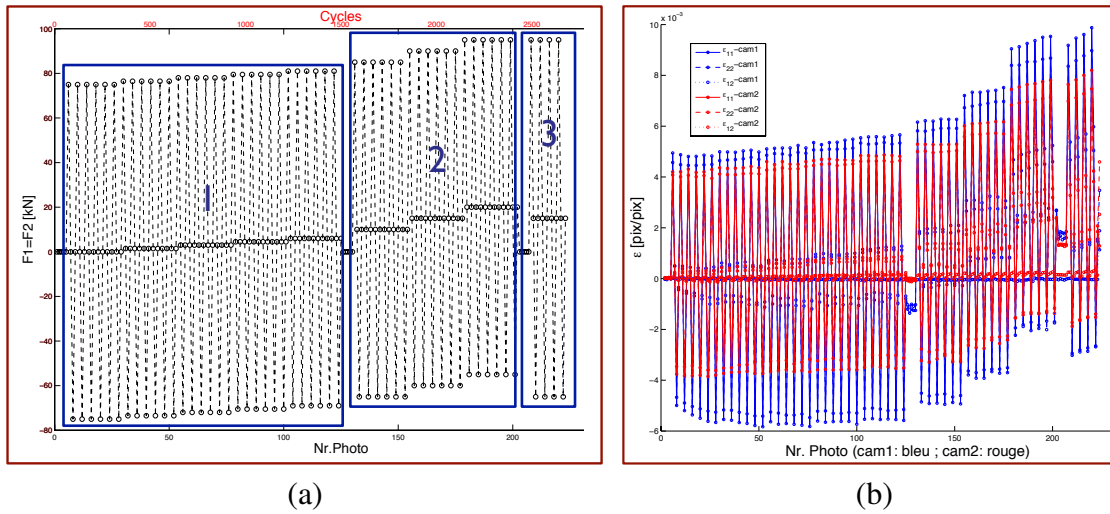 Cycles
0 500 1000 1500 2000 2500
100
80
60
40
20
0
-20
-40
-60
-80
F1=F2 [kN]
1
2
3
0 50 100 150 200
Nr.Photo
(a)
x 10⁻³
10
8
6
4
2
0
−2
−4
−6
ε [pix/pix]
ε₁₁-cam1
ε₂₂-cam1
ε₁₂-cam1
ε₁₁-cam2
ε₂₂-cam2
ε₁₂-cam2
0 50 100 150 200
Nr. Photo (cam1: bleu ; cam2: rouge)
(b)